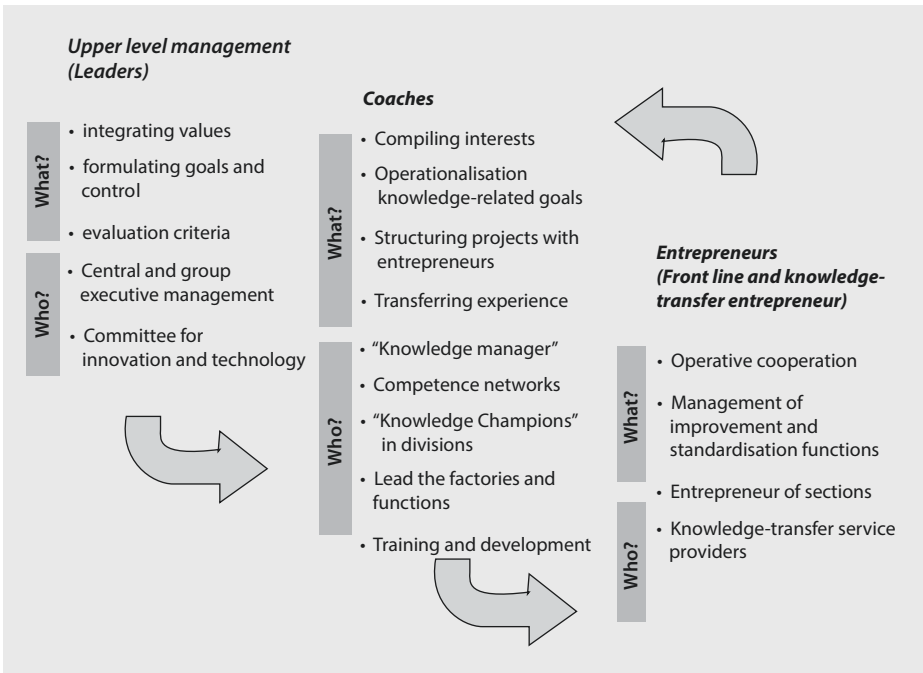 Upper level management
(Leaders)
What?
• integrating values
• formulating goals and
control
• evaluation criteria
Who?
• Central and group
executive management
• Committee for
innovation and technology
Coaches
What?
• Compiling interests
• Operationalisation
knowledge-related goals
• Structuring projects with
entrepreneurs
• Transferring experience
Who?
• “Knowledge manager”
• Competence networks
• “Knowledge Champions”
in divisions
• Lead the factories and
functions
• Training and development
Entrepreneurs
(Front line and knowledge-
transfer entrepreneur)
What?
• Operative cooperation
• Management of
improvement and
standardisation functions
• Entrepreneur of sections
Who?
• Knowledge-transfer service
providers